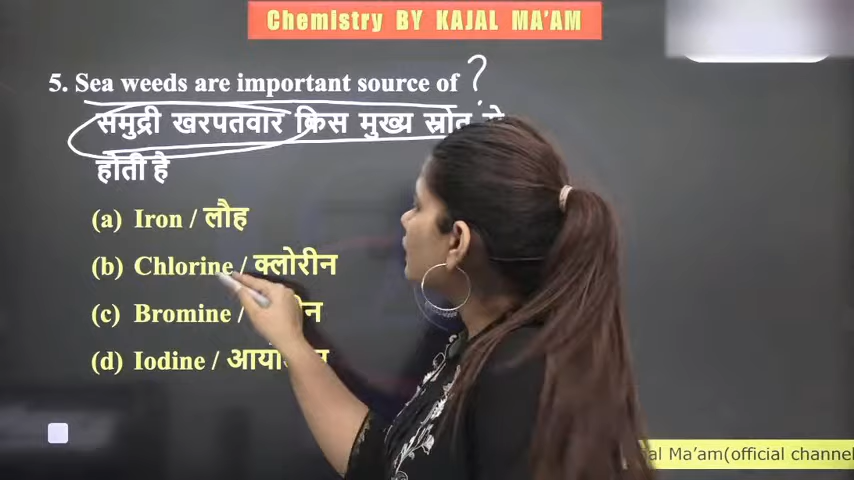 Chemistry BY KAJAL MA'AM
5. Sea weeds are important source of ?
समुद्री खरपतवार किस मुख्य स्रोत से
होती है
(a) Iron / लौह
(b) Chlorine / क्लोरीन
(c) Bromine /
(d) Iodine /
Ma'am(official channel